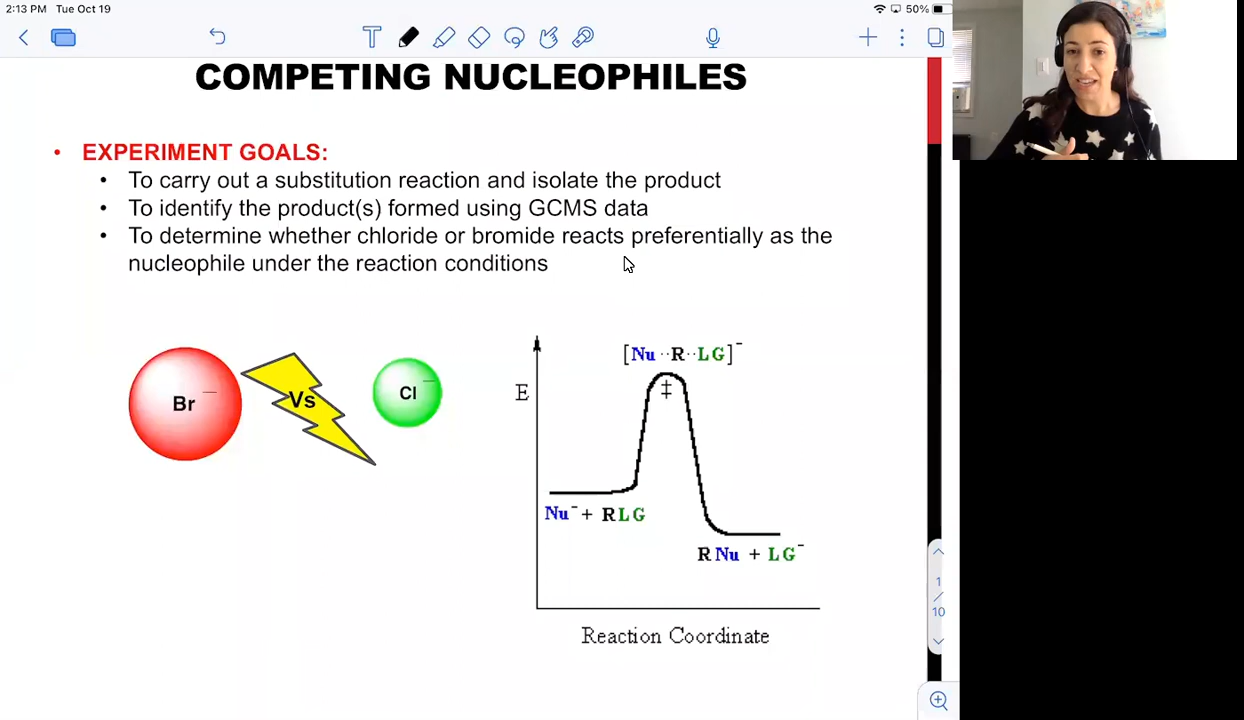 2:13 PM Tue Oct 19
50%
COMPETING NUCLEOPHILES
• EXPERIMENT GOALS:
• To carry out a substitution reaction and isolate the product
• To identify the product(s) formed using GCMS data
• To determine whether chloride or bromide reacts preferentially as the
nucleophile under the reaction conditions
Br⁻
Vs
Cl⁻
E
[Nu··R··LG]⁻
‡
Nu⁻ + RLG
RNu + LG⁻
Reaction Coordinate
1
/
10